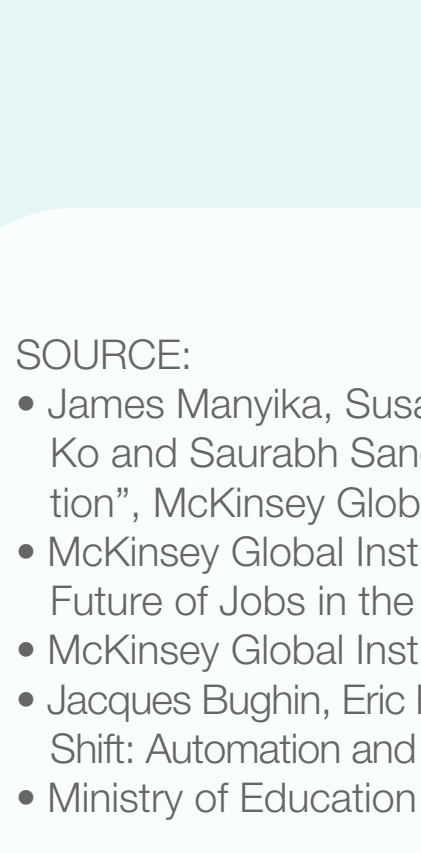 SOURCE:
• James Manyika, Susa
Ko and Saurabh San
tion”, McKinsey Glob
• McKinsey Global Inst
Future of Jobs in the
• McKinsey Global Inst
• Jacques Bughin, Eric
Shift: Automation and
• Ministry of Education